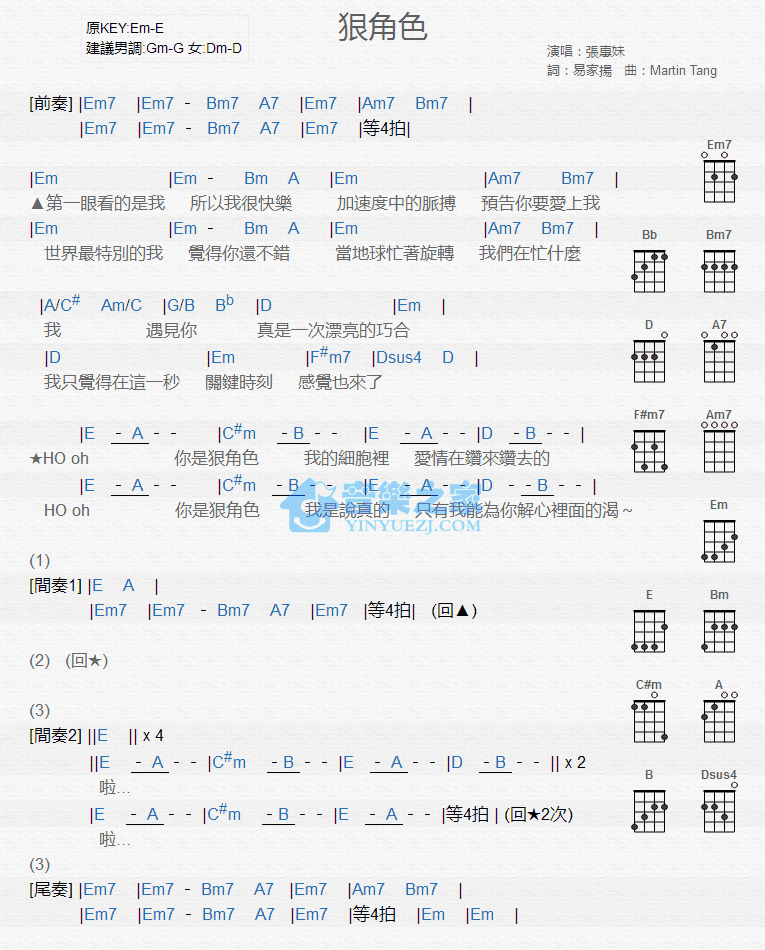 狠角色
原KEY:Em-E
建議男調:Gm-G 女:Dm-D
演唱：張惠妹
詞：易家揚　曲：Martin Tang
[前奏] |Em7 |Em7 - Bm7 A7 |Em7 |Am7 Bm7 |
|Em7 |Em7 - Bm7 A7 |Em7 |等4拍|
|Em |Em - Bm A |Em |Am7 Bm7 |
▲第一眼看的是我 所以我很快樂 加速度中的脈搏 預告你要愛上我
|Em |Em - Bm A |Em |Am7 Bm7 |
世界最特別的我 覺得你還不錯 當地球忙著旋轉 我們在忙什麼
|A/C# Am/C |G/B Bb |D |Em |
我 遇見你 真是一次漂亮的巧合
|D |Em |F#m7 |Dsus4 D |
我只覺得在這一秒 關鍵時刻 感覺也來了
|E - A - - |C#m - B - - |E - A - - |D - B - - |
★HO oh 你是狠角色 我的細胞裡 愛情在鑽來鑽去的
|E - A - - |C#m - B - - |E - A - - |D - - B - - |
HO oh 你是狠角色 我是說真的 只有我能為你解心裡面的渴～
音樂之家
YINYUEZJ.COM
(1)
[間奏1] |E A |
|Em7 |Em7 - Bm7 A7 |Em7 |等4拍| (回▲)
(2) (回★)
(3)
[間奏2] ||E || x 4
||E - A - - |C#m - B - - |E - A - - |D - B - - || x 2
啦...
|E - A - - |C#m - B - - |E - A - - |等4拍 | (回★2次)
啦...
(3)
[尾奏] |Em7 |Em7 - Bm7 A7 |Em7 |Am7 Bm7 |
|Em7 |Em7 - Bm7 A7 |Em7 |等4拍 |Em |Em |
Em7
Bb Bm7
D A7
F#m7 Am7
Em
E Bm
C#m A
B Dsus4